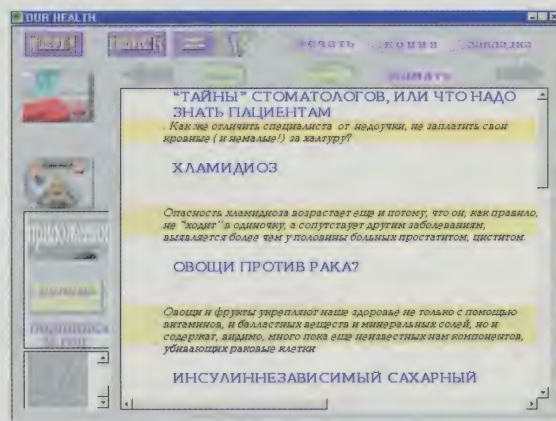 OUR HEALTH
печать копия закладка
"ТАЙНЫ" СТОМАТОЛОГОВ, ИЛИ ЧТО НАДО
ЗНАТЬ ПАЦИЕНТАМ
. Как же отличить специалиста от недоучки, не заплатить свои
кровные ( и немалые!) за халтуру?
ХЛАМИДИОЗ
Опасность хламидиоза возрастает еще и потому, что он, как правило,
не "ходит" в одиночку, а сопутствует другим заболеваниям,
выявляется более чем у половины больных простатитом, циститом.
ОВОЩИ ПРОТИВ РАКА?
Овощи и фрукты укрепляют наше здоровье не только с помощью
витаминов, и балластных веществ и минеральных солей, но и
содержат, видимо, много пока еще неизвестных нам компонентов,
убивающих раковые клетки
ИНСУЛИННЕЗАВИСИМЫЙ САХАРНЫЙ